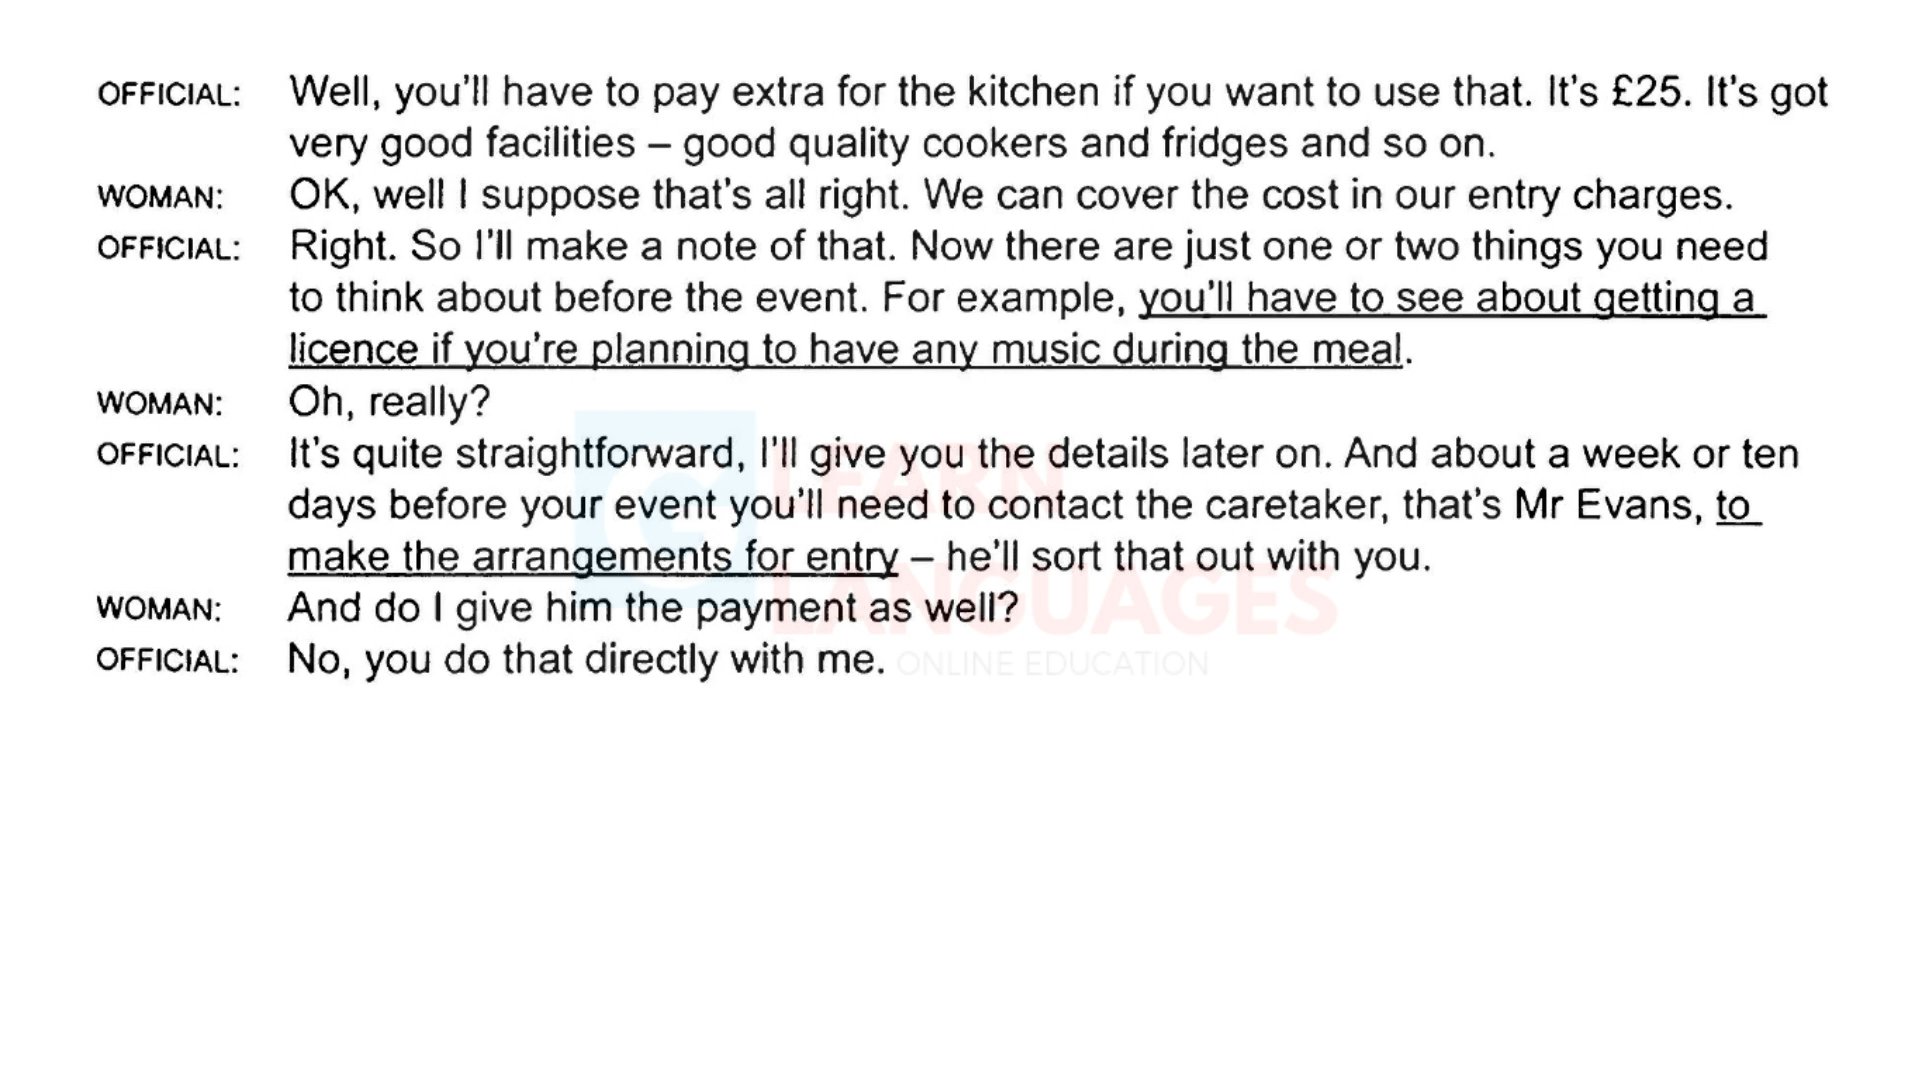 OFFICIAL: Well, you'll have to pay extra for the kitchen if you want to use that. It's £25. It's got
very good facilities – good quality cookers and fridges and so on.
WOMAN: OK, well I suppose that's all right. We can cover the cost in our entry charges.
OFFICIAL: Right. So I'll make a note of that. Now there are just one or two things you need
to think about before the event. For example, you'll have to see about getting a
licence if you're planning to have any music during the meal.
WOMAN: Oh, really?
OFFICIAL: It's quite straightforward, I'll give you the details later on. And about a week or ten
days before your event you'll need to contact the caretaker, that's Mr Evans, to
make the arrangements for entry – he'll sort that out with you.
WOMAN: And do I give him the payment as well?
OFFICIAL: No, you do that directly with me.
LEARN
LANGUAGES
ONLINE EDUCATION